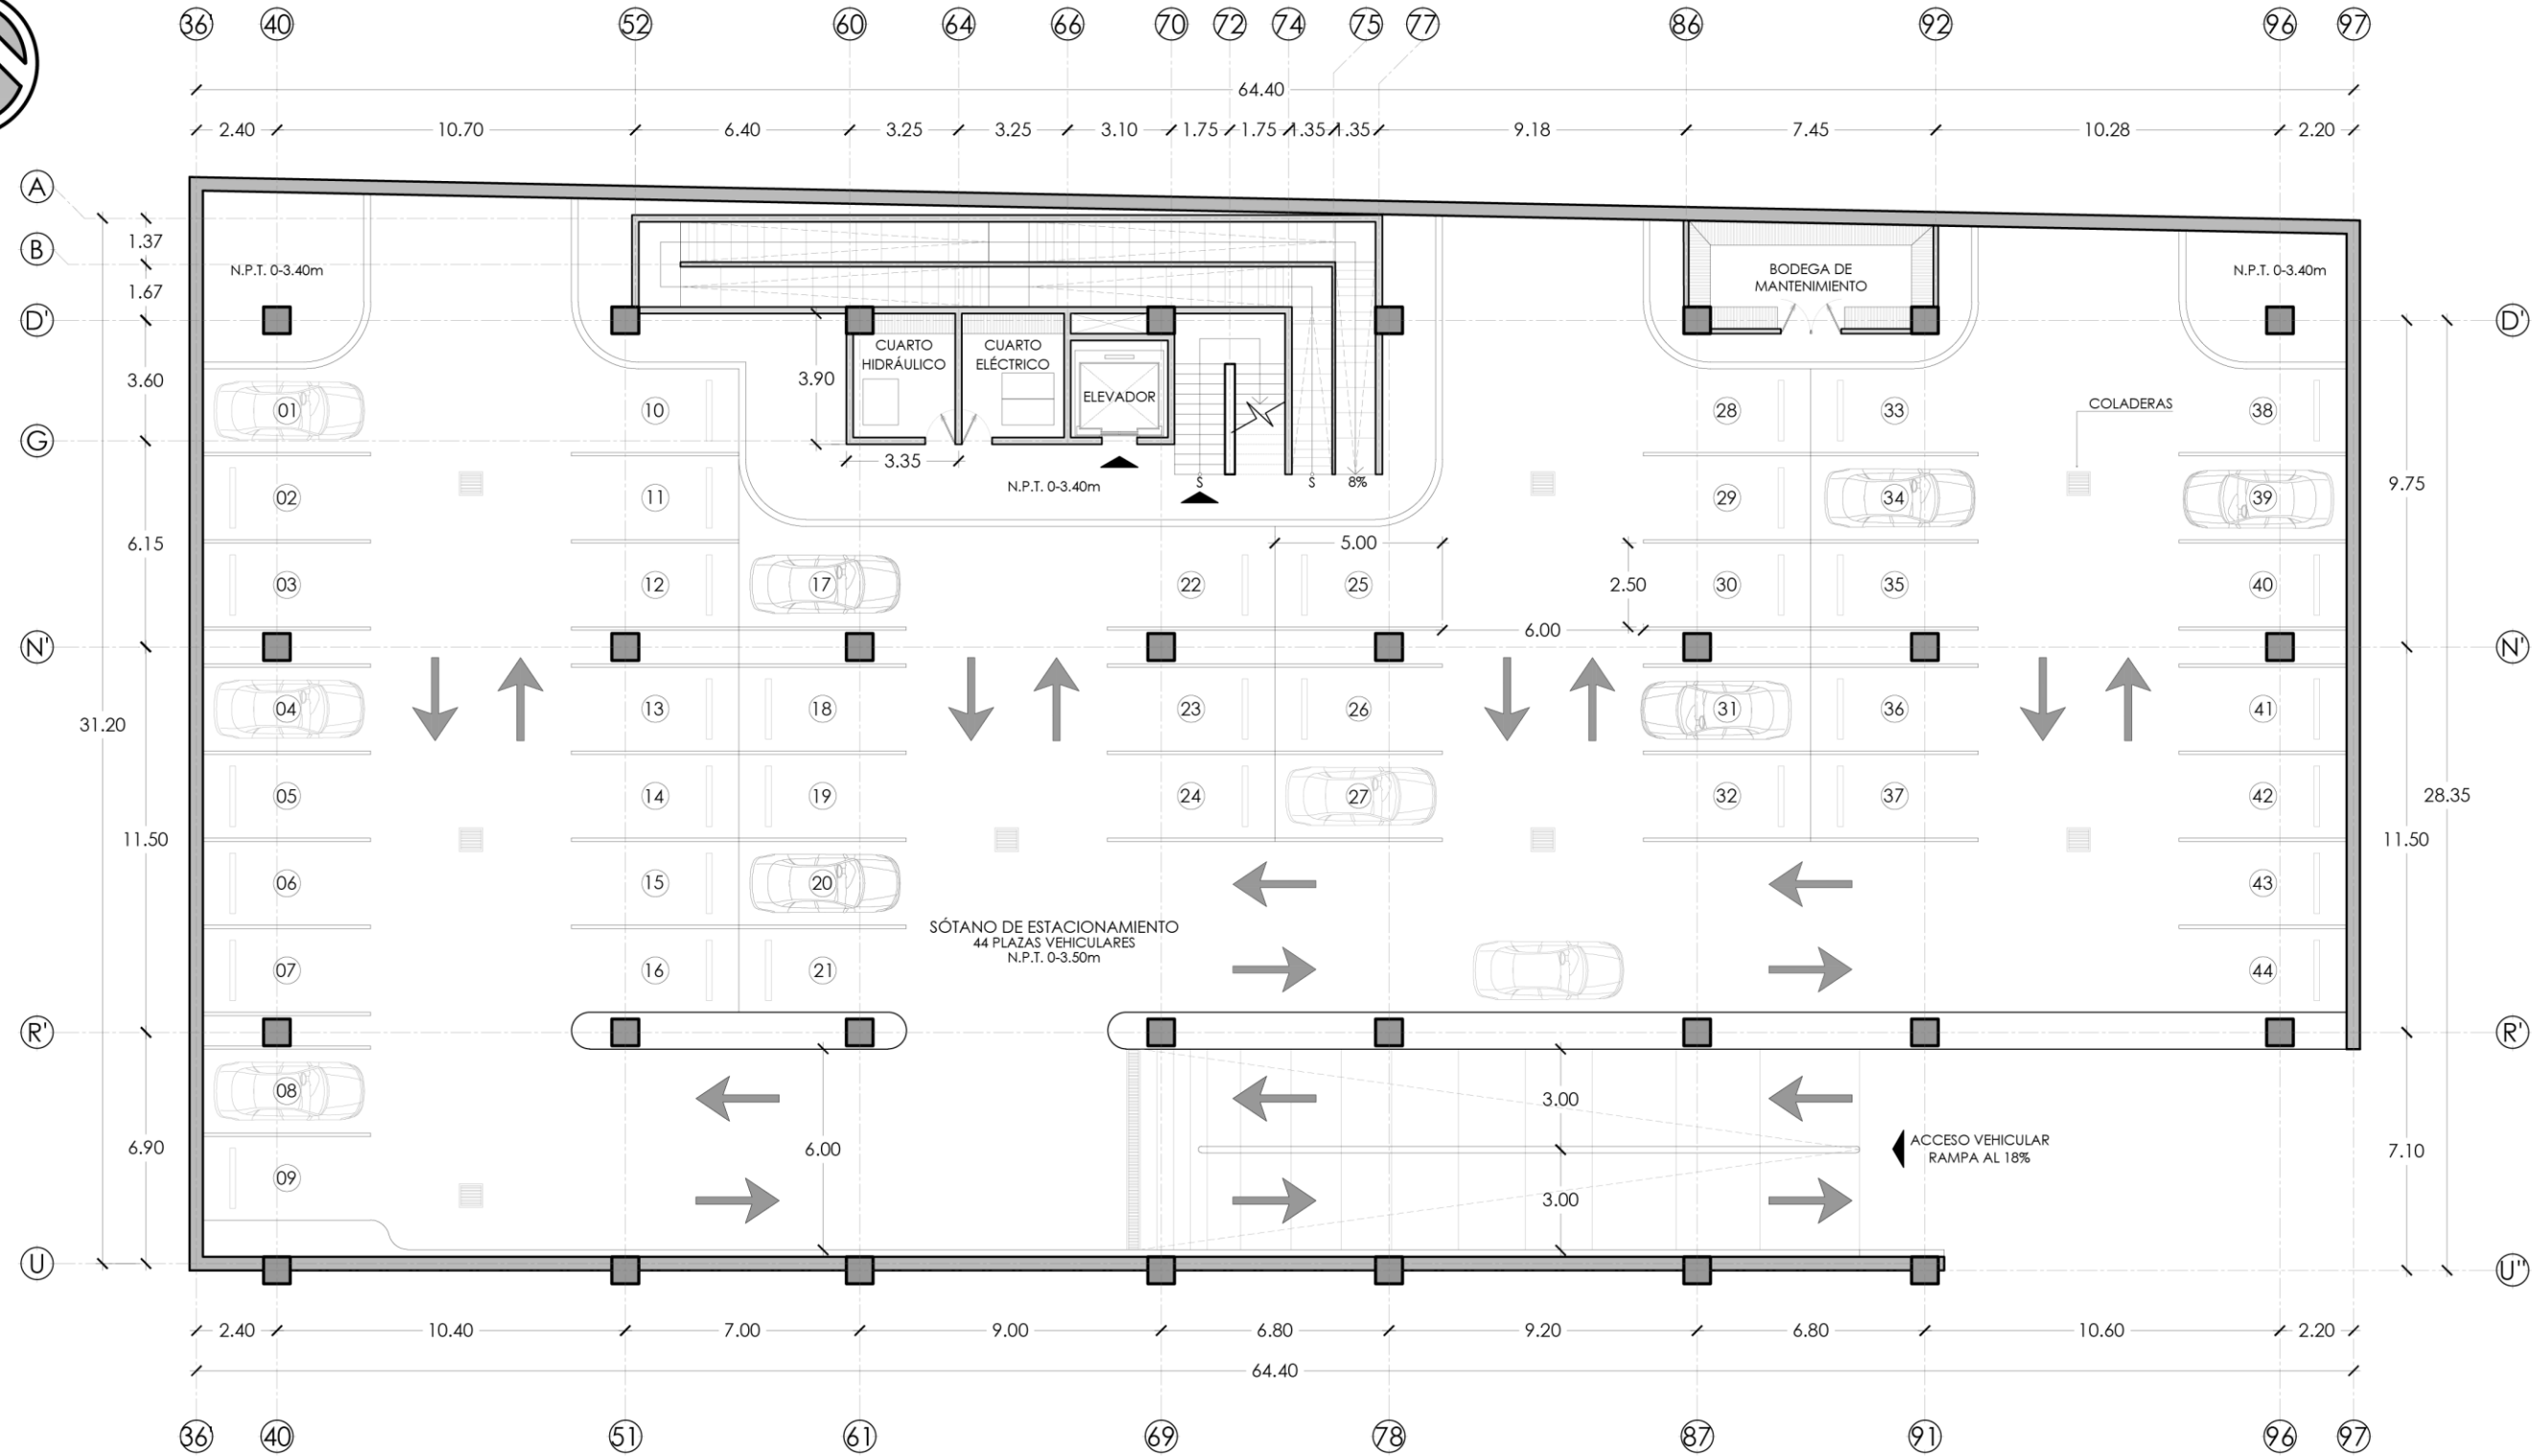 36' 40 52 60 64 66 70 72 74 75 77 86 92 96 97
64.40
2.40 10.70 6.40 3.25 3.25 3.10 1.75 1.75 1.35 1.35 9.18 7.45 10.28 2.20
A
1.37
B
N.P.T. 0-3.40m
BODEGA DE
MANTENIMIENTO
N.P.T. 0-3.40m
1.67
D'
D'
CUARTO
HIDRÁULICO
CUARTO
ELÉCTRICO
3.60
3.90
ELEVADOR
COLADERAS
01 10 28 33 38
G
3.35
N.P.T. 0-3.40m
S
S
8%
9.75
02 11 29 34 39
6.15
5.00
03 12 17 22 25 2.50 30 35 40
6.00
N'
N'
04 13 18 23 26 31 36 41
31.20
05 14 19 24 27 32 37 42
28.35
11.50
11.50
06 15 20 43
SÓTANO DE ESTACIONAMIENTO
44 PLAZAS VEHICULARES
N.P.T. 0-3.50m
07 16 21 44
R'
R'
08
3.00
6.90
6.00
ACCESO VEHICULAR
RAMPA AL 18%
7.10
09
3.00
U
U"
2.40 10.40 7.00 9.00 6.80 9.20 6.80 10.60 2.20
64.40
36' 40 51 61 69 78 87 91 96 97